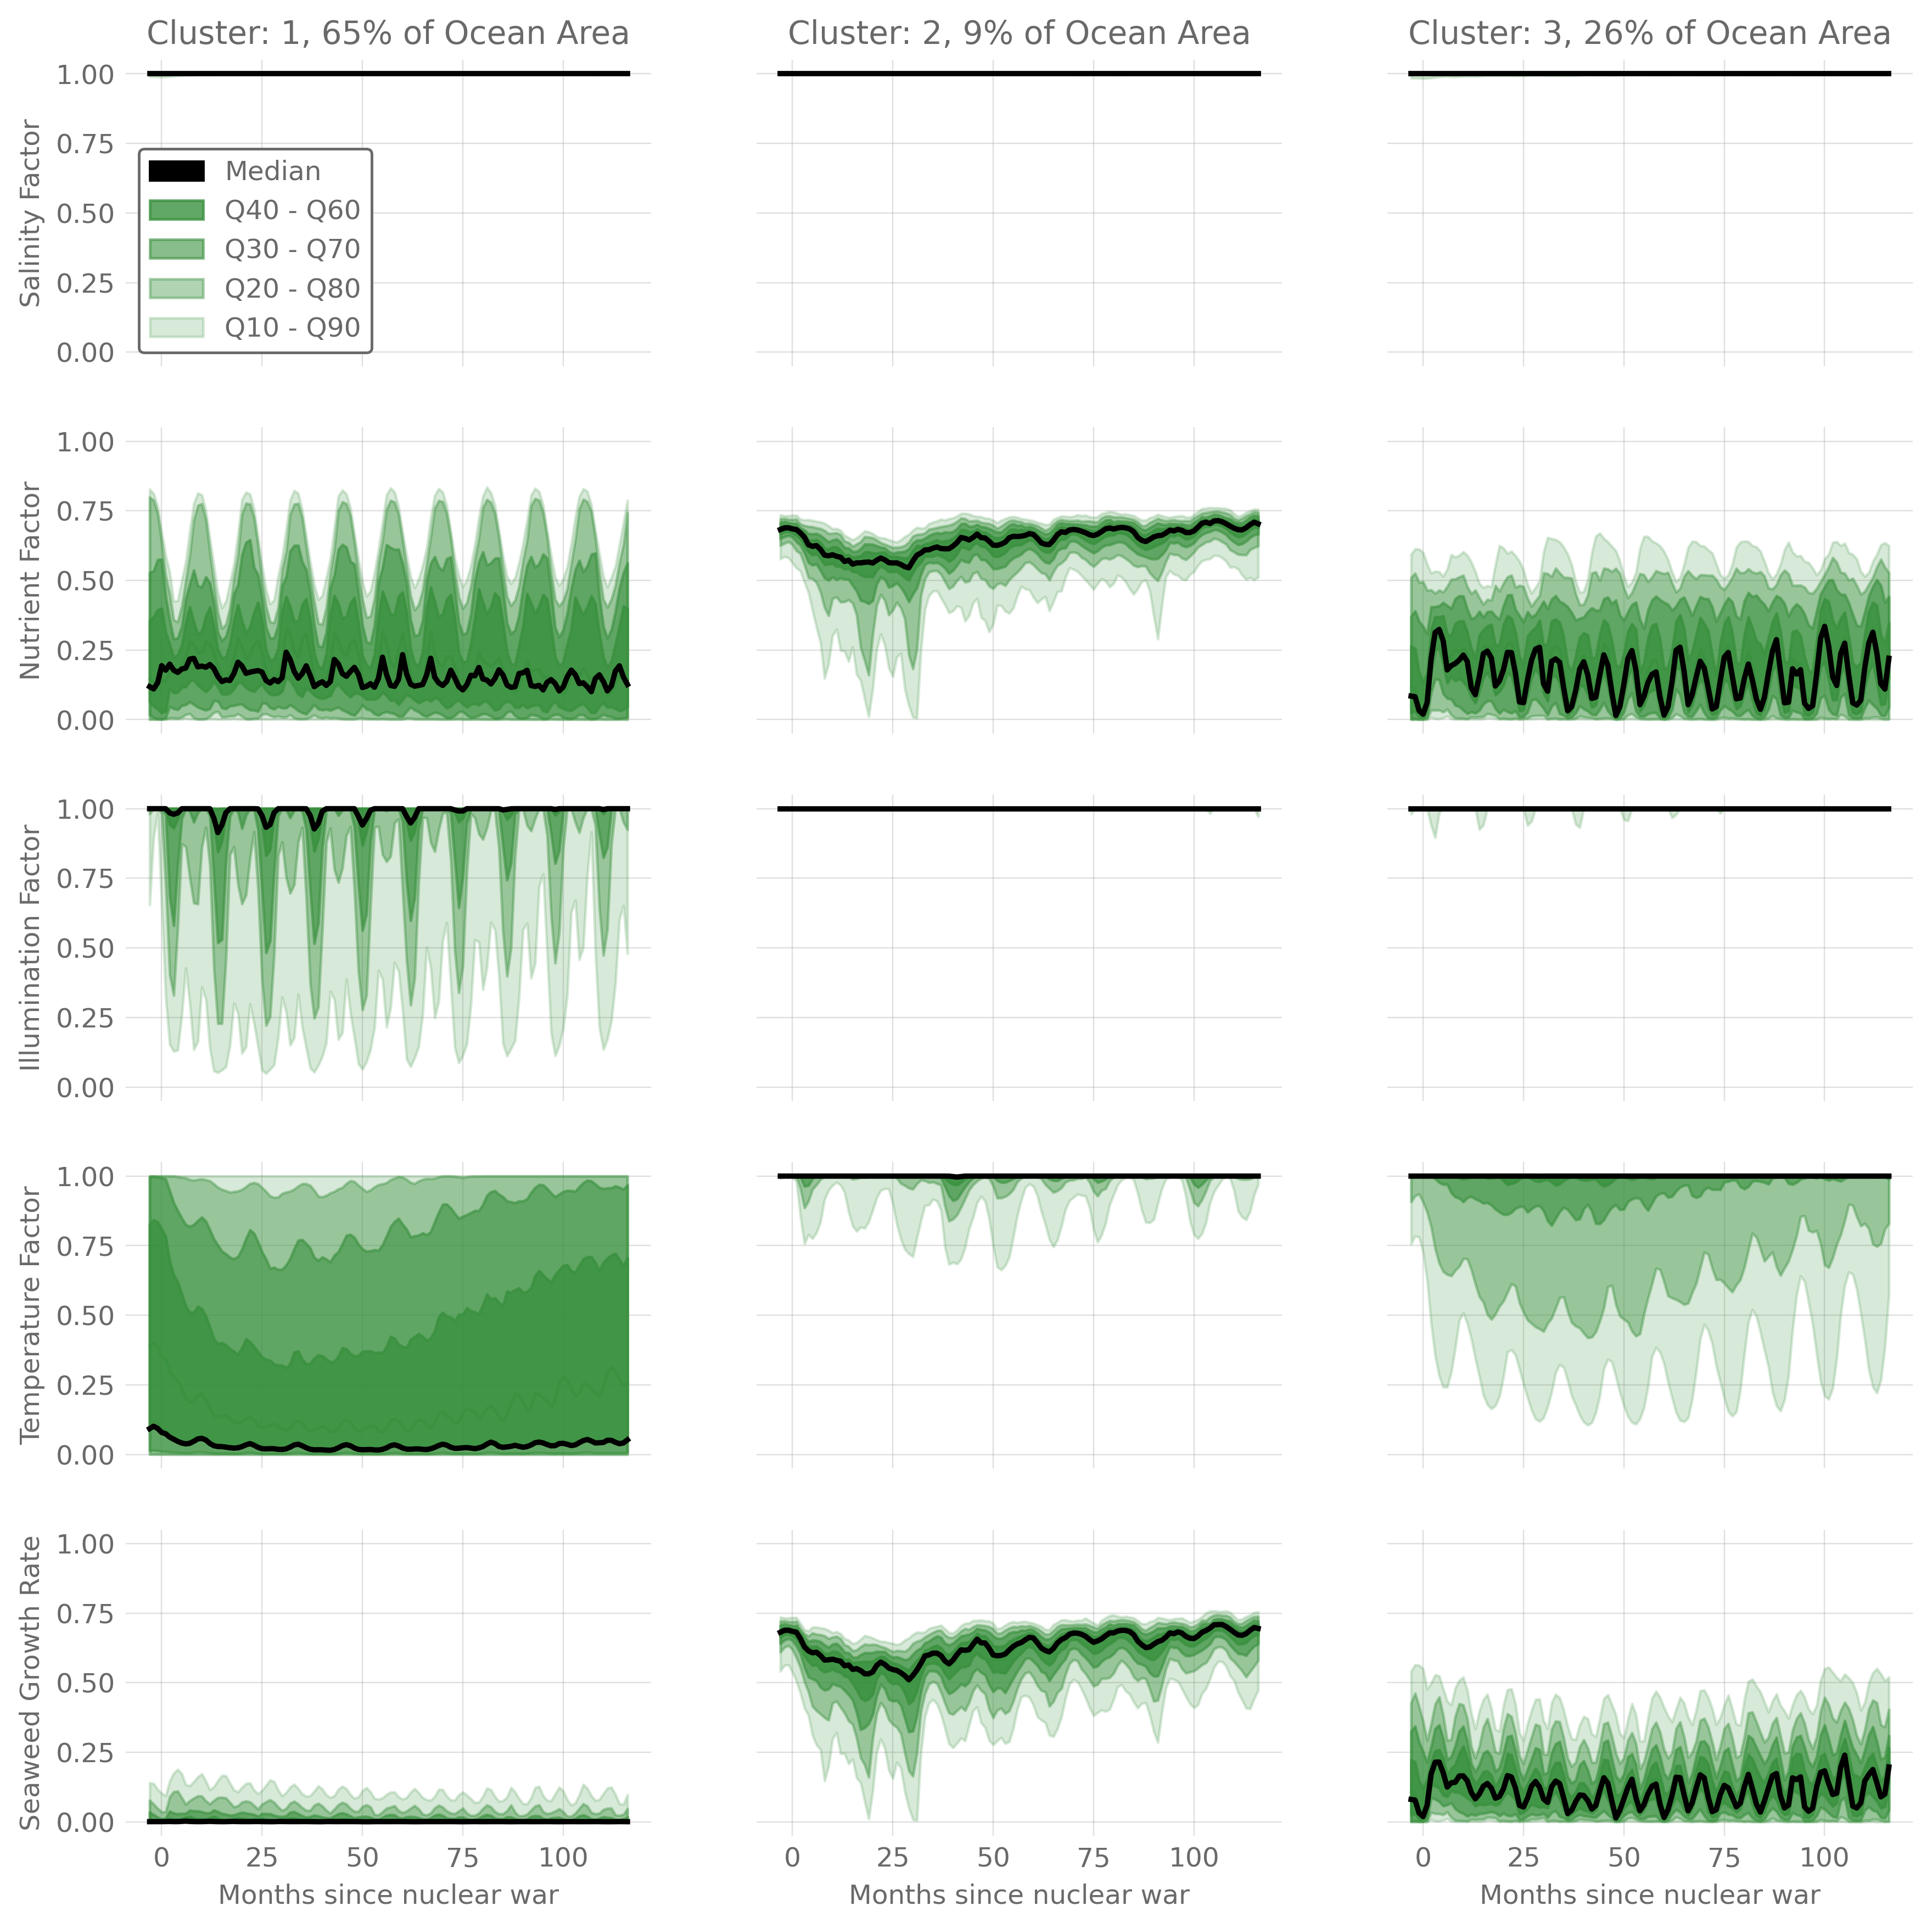 Cluster: 1, 65% of Ocean Area
Cluster: 2, 9% of Ocean Area
Cluster: 3, 26% of Ocean Area
Salinity Factor
1.00
0.75
0.50
0.25
0.00
Median
Q40 - Q60
Q30 - Q70
Q20 - Q80
Q10 - Q90
Nutrient Factor
1.00
0.75
0.50
0.25
0.00
Illumination Factor
1.00
0.75
0.50
0.25
0.00
Temperature Factor
1.00
0.75
0.50
0.25
0.00
Seaweed Growth Rate
1.00
0.75
0.50
0.25
0.00
0 25 50 75 100
0 25 50 75 100
0 25 50 75 100
Months since nuclear war
Months since nuclear war
Months since nuclear war